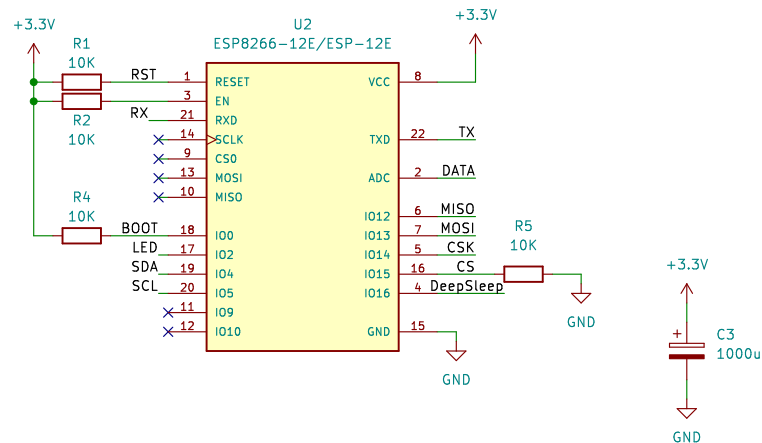 +3.3V
U2
ESP8266-12E/ESP-12E
+3.3V
R1
10K
RST
1
RESET
VCC
8
3
EN
R2
10K
RX
21
RXD
14
SCLK
TXD
22
TX
9
CS0
13
MOSI
ADC
2
DATA
10
MISO
R4
10K
IO12
6
MISO
BOOT
18
IO0
IO13
7
MOSI
R5
10K
LED
17
IO2
IO14
5
CSK
SDA
19
IO4
IO15
16
CS
SCL
20
IO5
IO16
4
DeepSleep
11
IO9
12
IO10
GND
15
GND
GND
+3.3V
+
C3
1000u
GND